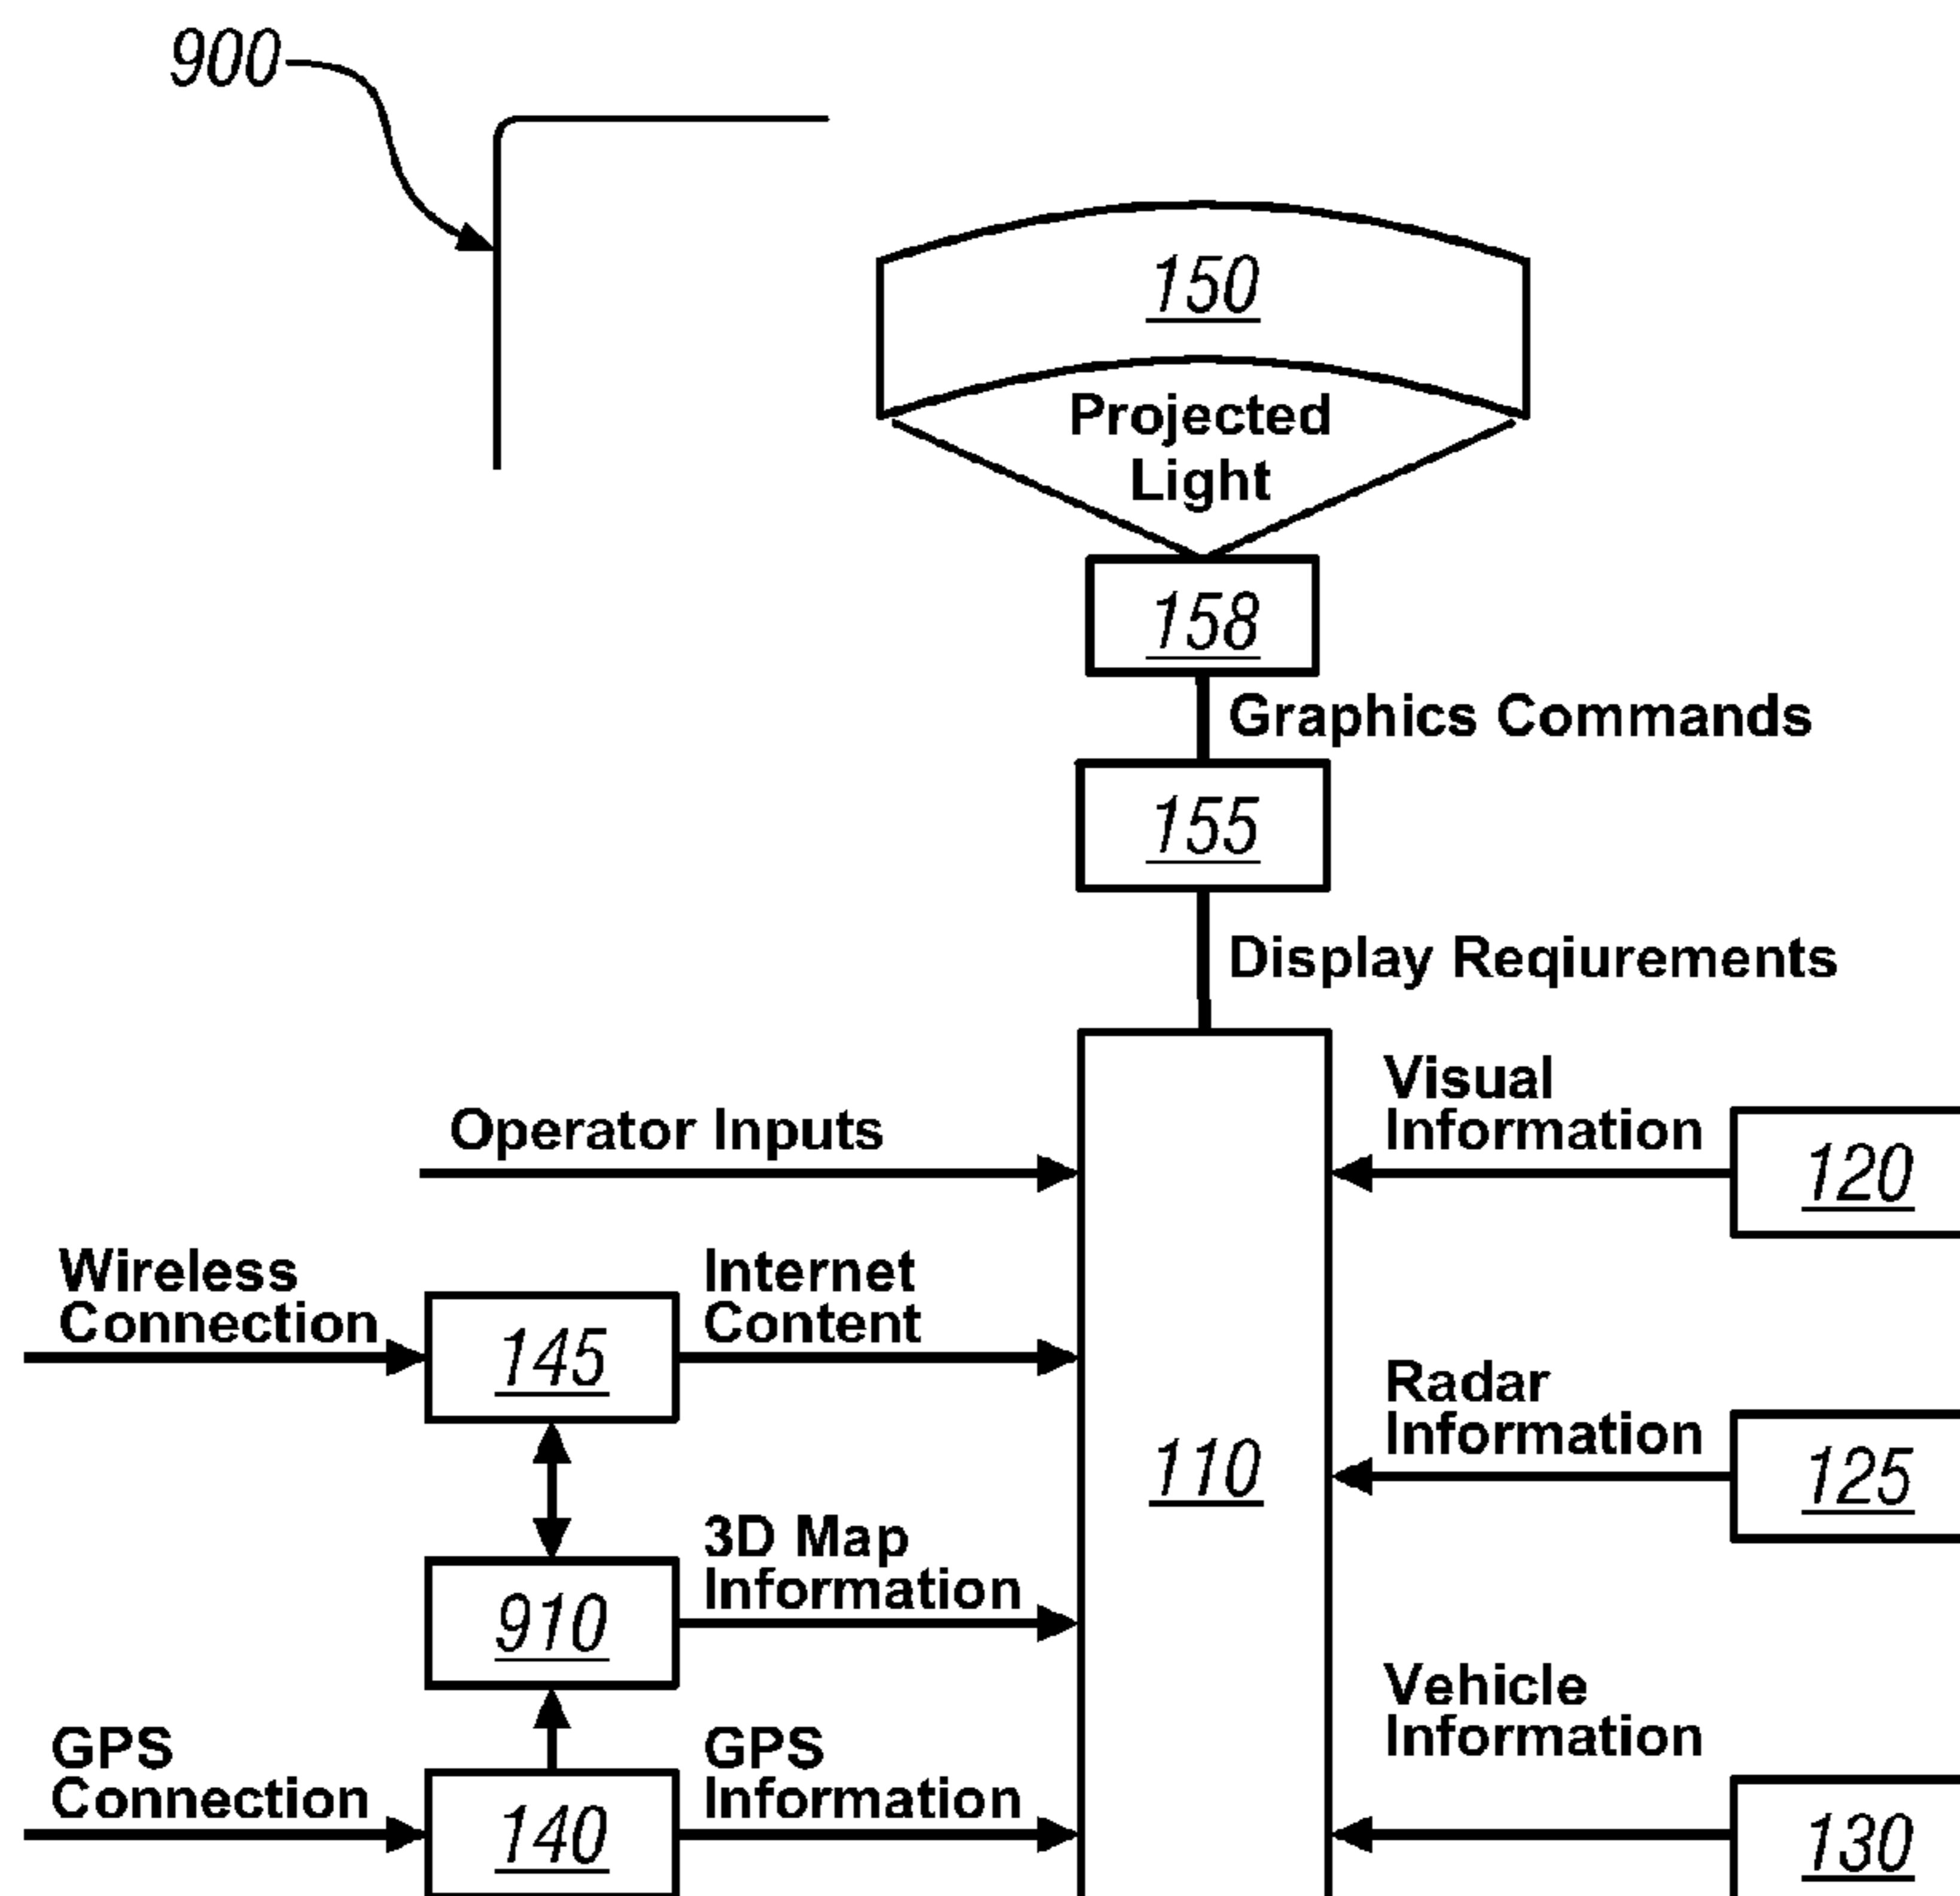 900
150
Projected
Light
158
Graphics Commands
155
Display Reqiurements
Operator Inputs
Visual
Information
120
Wireless
Connection
145
Internet
Content
110
Radar
Information
125
910
3D Map
Information
GPS
Connection
140
GPS
Information
Vehicle
Information
130